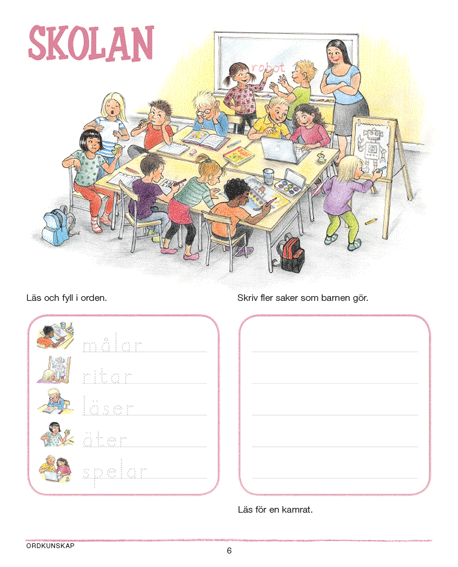 SKOLAN
robot
Läs och fyll i orden.
Skriv fler saker som barnen gör.
målar
ritar
läser
äter
spelar
Läs för en kamrat.
ORDKUNSKAP
6